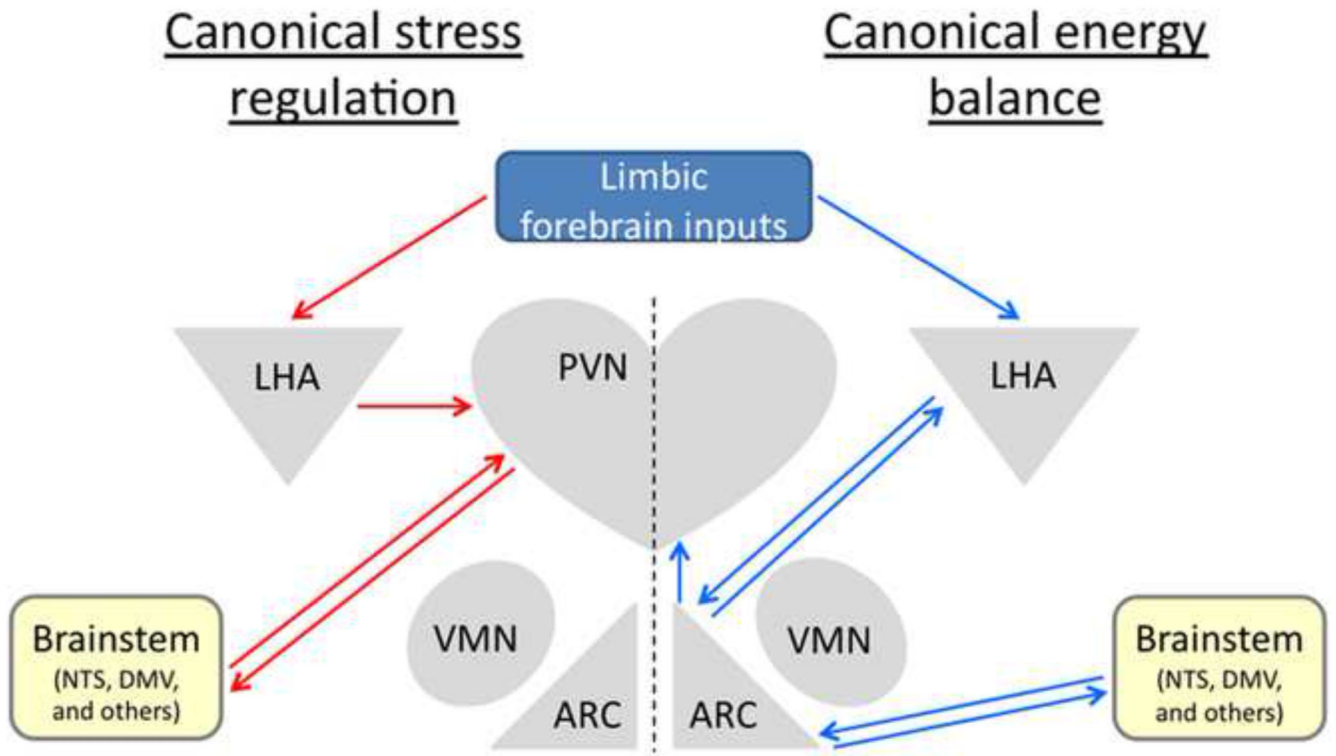 Canonical stress
regulation
Canonical energy
balance
Limbic
forebrain inputs
LHA
PVN
LHA
Brainstem
(NTS, DMV,
and others)
VMN
ARC
ARC
VMN
Brainstem
(NTS, DMV,
and others)